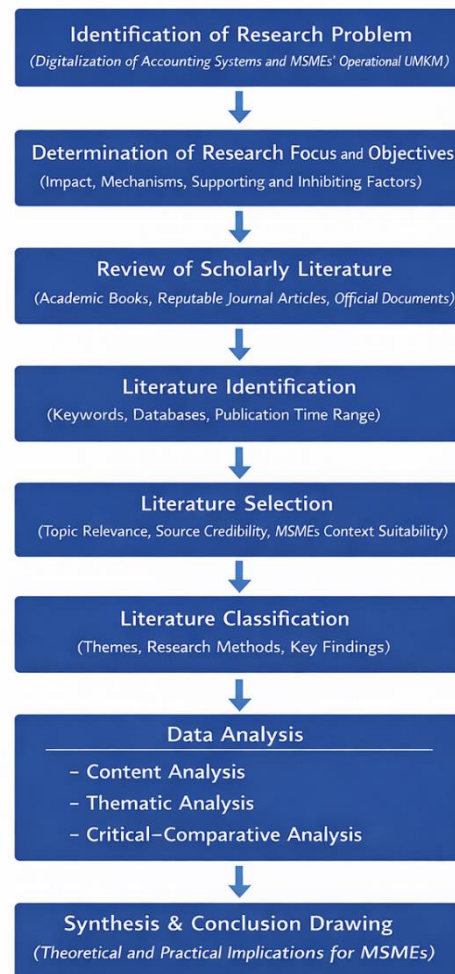 Identification of Research Problem
(Digitalization of Accounting Systems and MSMEs' Operational UMKM)
Determination of Research Focus and Objectives
(Impact, Mechanisms, Supporting and Inhibiting Factors)
Review of Scholarly Literature
(Academic Books, Reputable Journal Articles, Official Documents)
Literature Identification
(Keywords, Databases, Publication Time Range)
Literature Selection
(Topic Relevance, Source Credibility, MSMEs Context Suitability)
Literature Classification
(Themes, Research Methods, Key Findings)
Data Analysis
– Content Analysis
– Thematic Analysis
– Critical–Comparative Analysis
Synthesis & Conclusion Drawing
(Theoretical and Practical Implications for MSMEs)